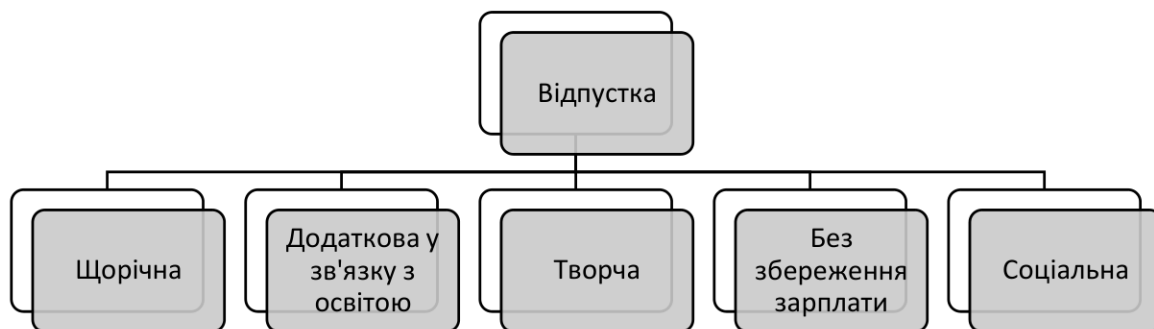 Відпустка
Щорічна
Додаткова у
зв'язку з
освітою
Творча
Без
збереження
зарплати
Соціальна